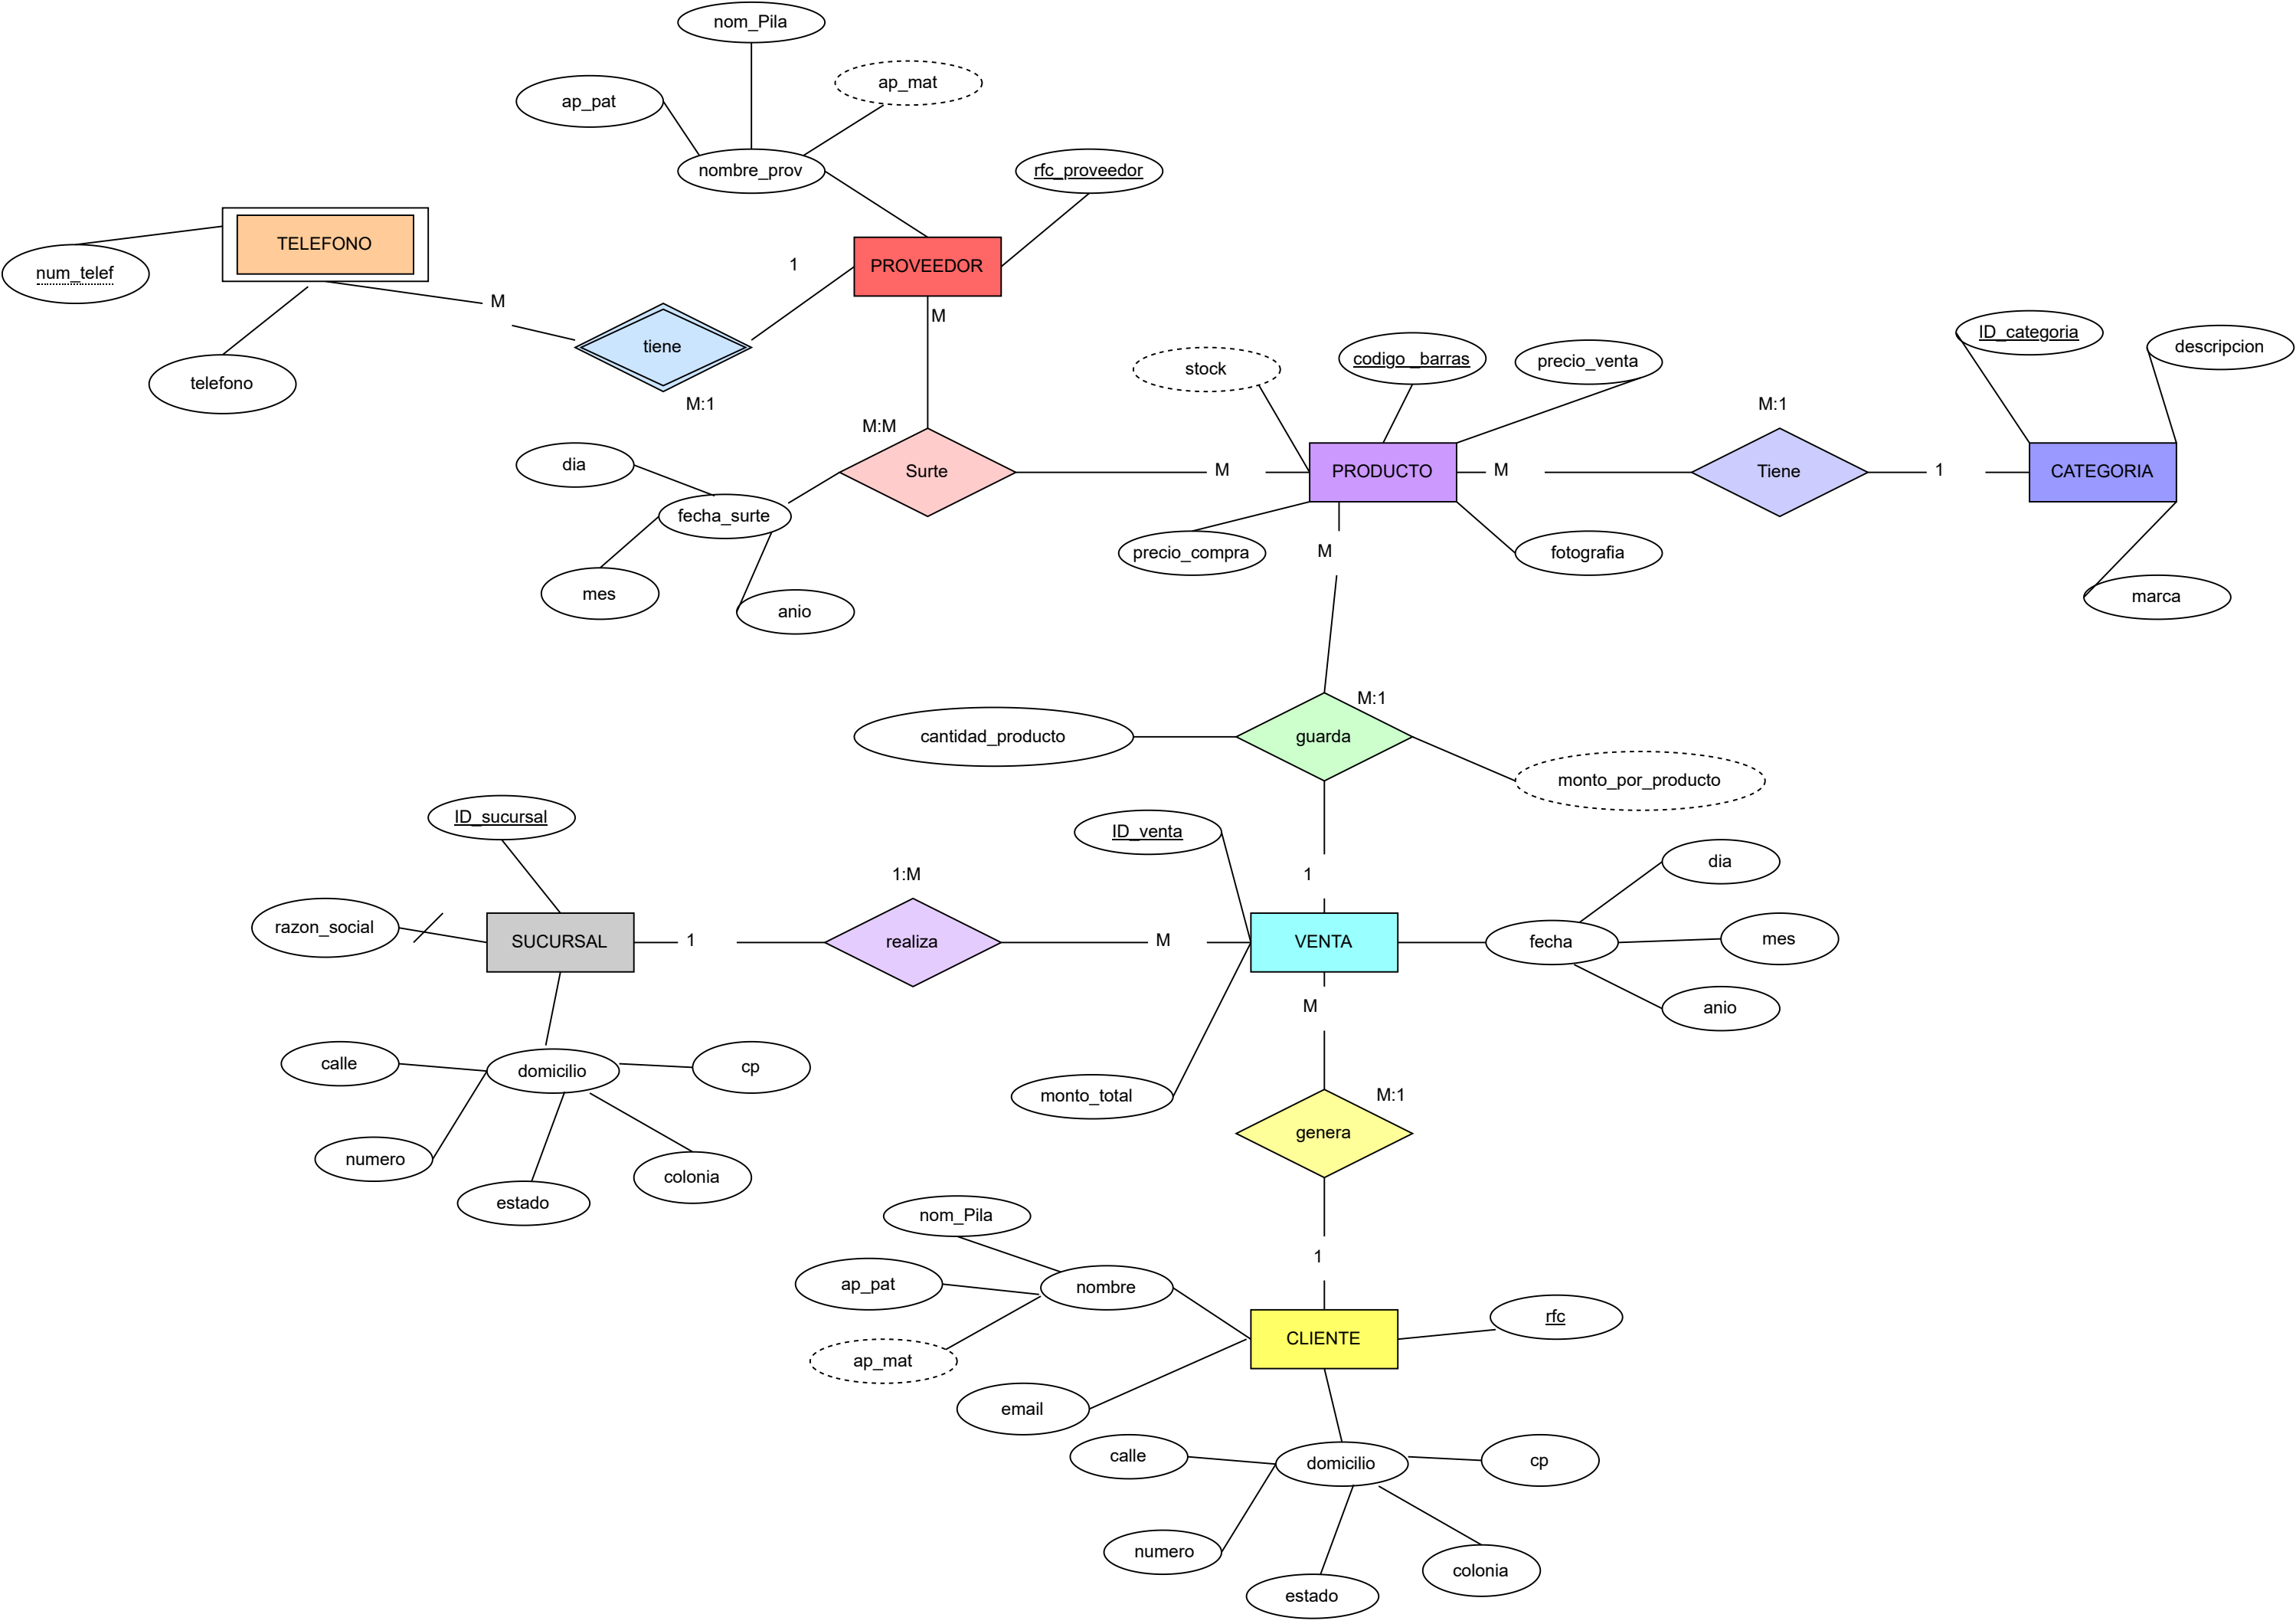 nom_Pila
ap_mat
ap_pat
nombre_prov
rfc_proveedor
TELEFONO
PROVEEDOR
1
num_telef
M
M
tiene
telefono
M:1
M:M
stock
codigo_barras
precio_venta
ID_categoria
descripcion
M:1
dia
Surte
M
PRODUCTO
M
Tiene
1
CATEGORIA
fecha_surte
precio_compra
M
fotografia
mes
anio
marca
M:1
cantidad_producto
guarda
monto_por_producto
ID_sucursal
ID_venta
dia
1:M
1
razon_social
SUCURSAL
1
realiza
M
VENTA
fecha
mes
M
anio
calle
domicilio
cp
monto_total
M:1
genera
numero
colonia
estado
nom_Pila
1
ap_pat
nombre
rfc
CLIENTE
ap_mat
email
calle
domicilio
cp
numero
colonia
estado